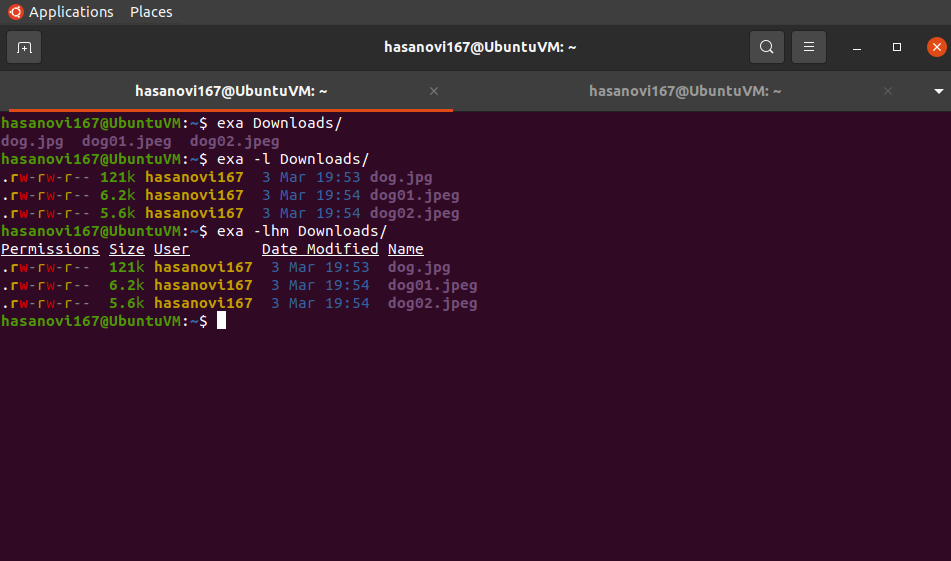 Applications Places
hasanovi167@UbuntuVM: ~
hasanovi167@UbuntuVM: ~ hasanovi167@UbuntuVM: ~
hasanovi167@UbuntuVM:~$ exa Downloads/
dog.jpg  dog01.jpeg  dog02.jpeg
hasanovi167@UbuntuVM:~$ exa -l Downloads/
.rw-rw-r-- 121k hasanovi167  3 Mar 19:53 dog.jpg
.rw-rw-r-- 6.2k hasanovi167  3 Mar 19:54 dog01.jpeg
.rw-rw-r-- 5.6k hasanovi167  3 Mar 19:54 dog02.jpeg
hasanovi167@UbuntuVM:~$ exa -lhm Downloads/
Permissions Size User        Date Modified Name
.rw-rw-r--  121k hasanovi167  3 Mar 19:53  dog.jpg
.rw-rw-r--  6.2k hasanovi167  3 Mar 19:54  dog01.jpeg
.rw-rw-r--  5.6k hasanovi167  3 Mar 19:54  dog02.jpeg
hasanovi167@UbuntuVM:~$